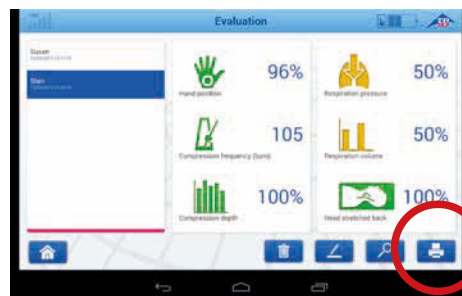 Evaluation
Susan
Stan
96%
Hand position
105
Compression frequency (bpm)
100%
Compression depth
50%
Respiration pressure
50%
Respiration volume
100%
Head stretched back